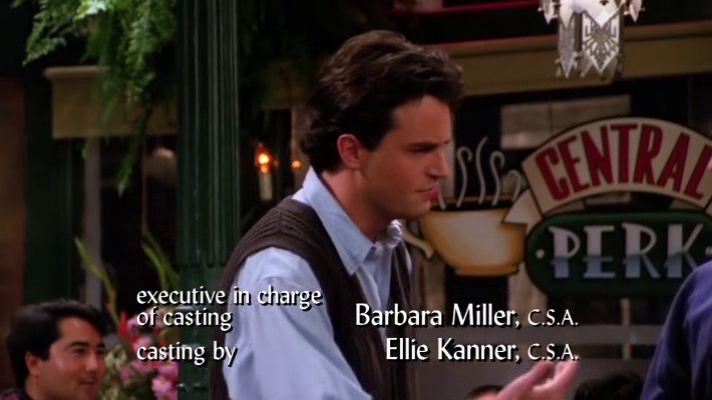 CENTRAL
PERK
executive in charge
of casting
Barbara Miller, C.S.A.
casting by
Ellie Kanner, C.S.A.